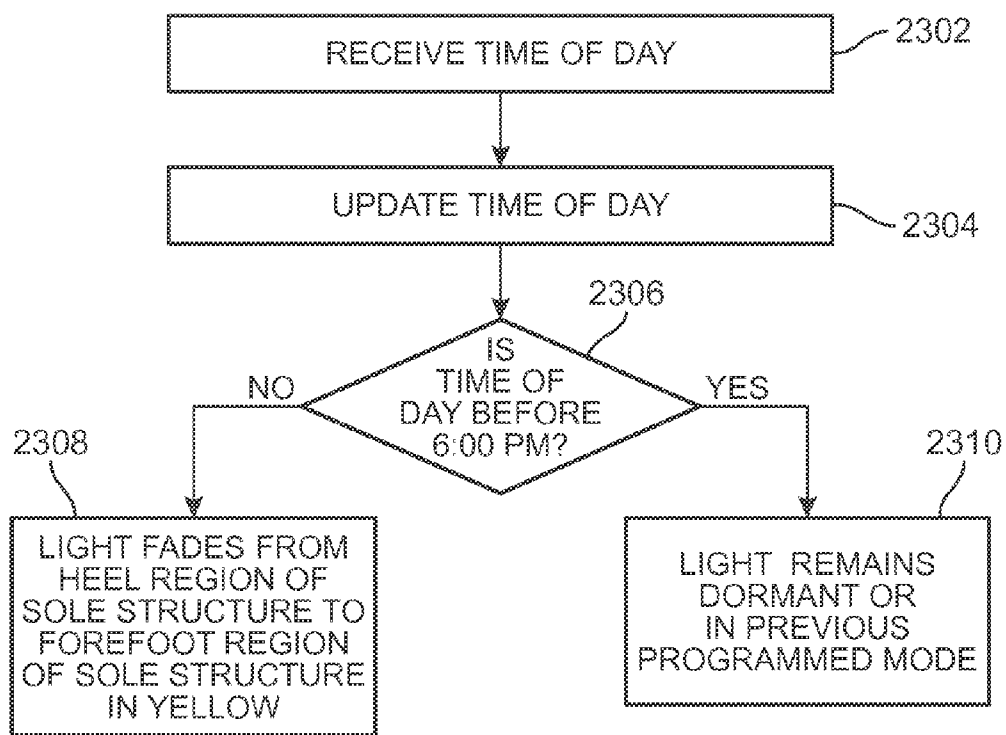 RECEIVE TIME OF DAY
2302
UPDATE TIME OF DAY
2304
2306
IS
TIME OF
DAY BEFORE
6:00 PM?
NO
YES
2308
LIGHT FADES FROM
HEEL REGION OF
SOLE STRUCTURE TO
FOREFOOT REGION
OF SOLE STRUCTURE
IN YELLOW
2310
LIGHT REMAINS
DORMANT OR
IN PREVIOUS
PROGRAMMED MODE